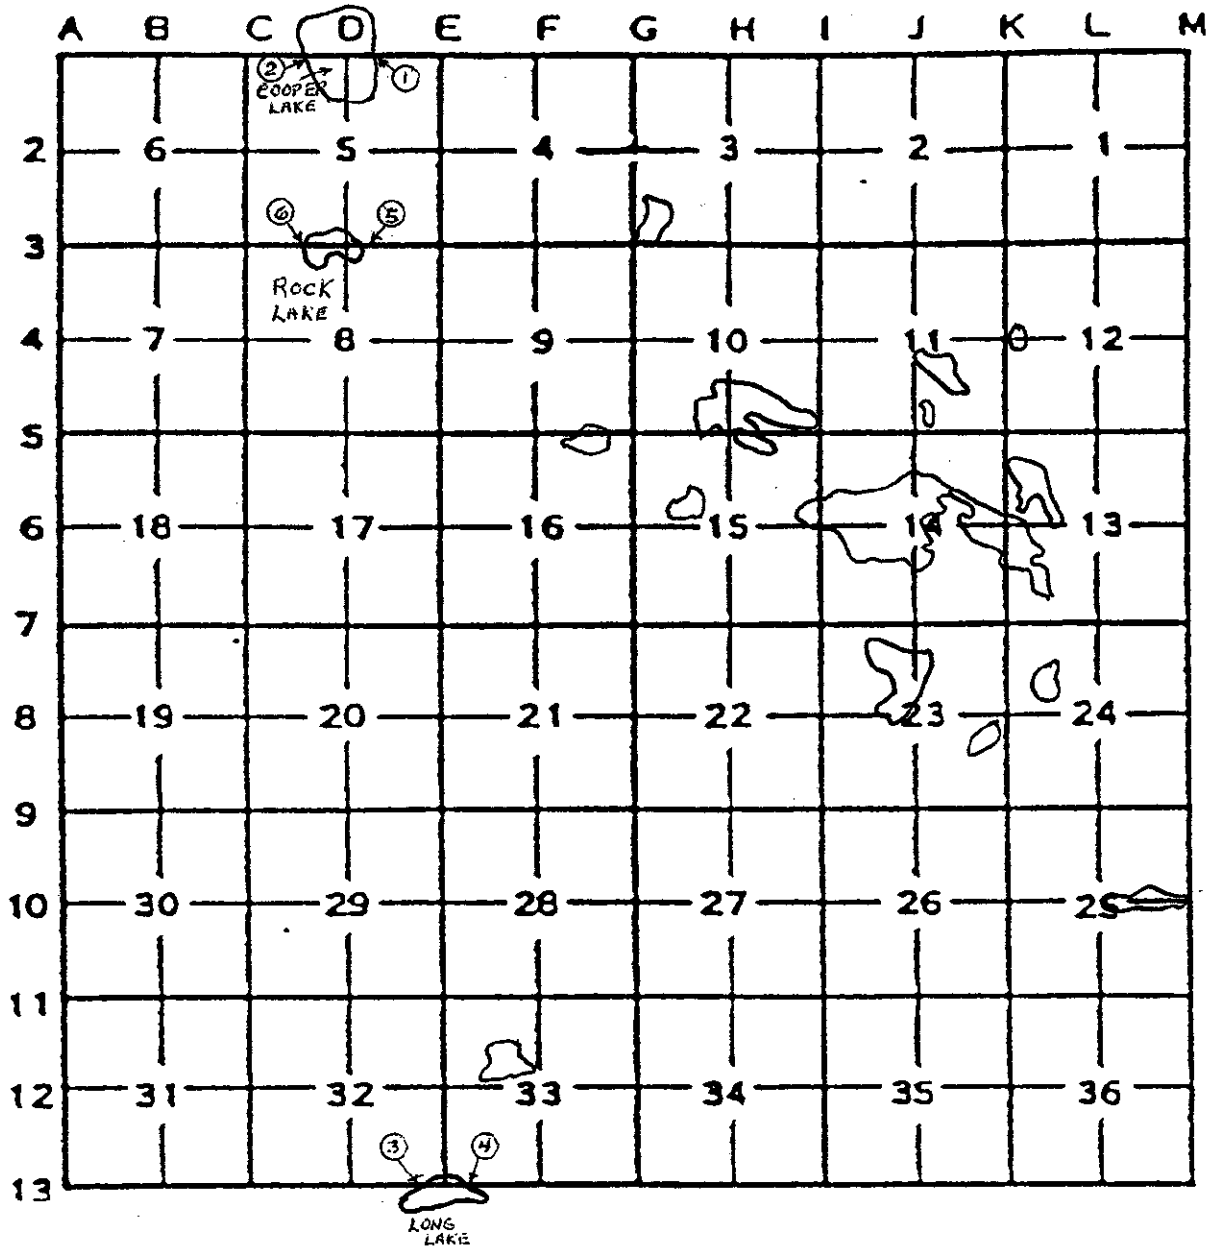 A B C D E F G H I J K L M
② ①
COOPER
LAKE
2 6 5 4 3 2 1
⑥ ⑤
3
ROCK
LAKE
4 7 8 9 10 11 12
5
6 18 17 16 15 14 13
7
8 19 20 21 22 23 24
9
10 30 29 28 27 26 25
11
12 31 32 33 34 35 36
③ ④
13
LONG
LAKE